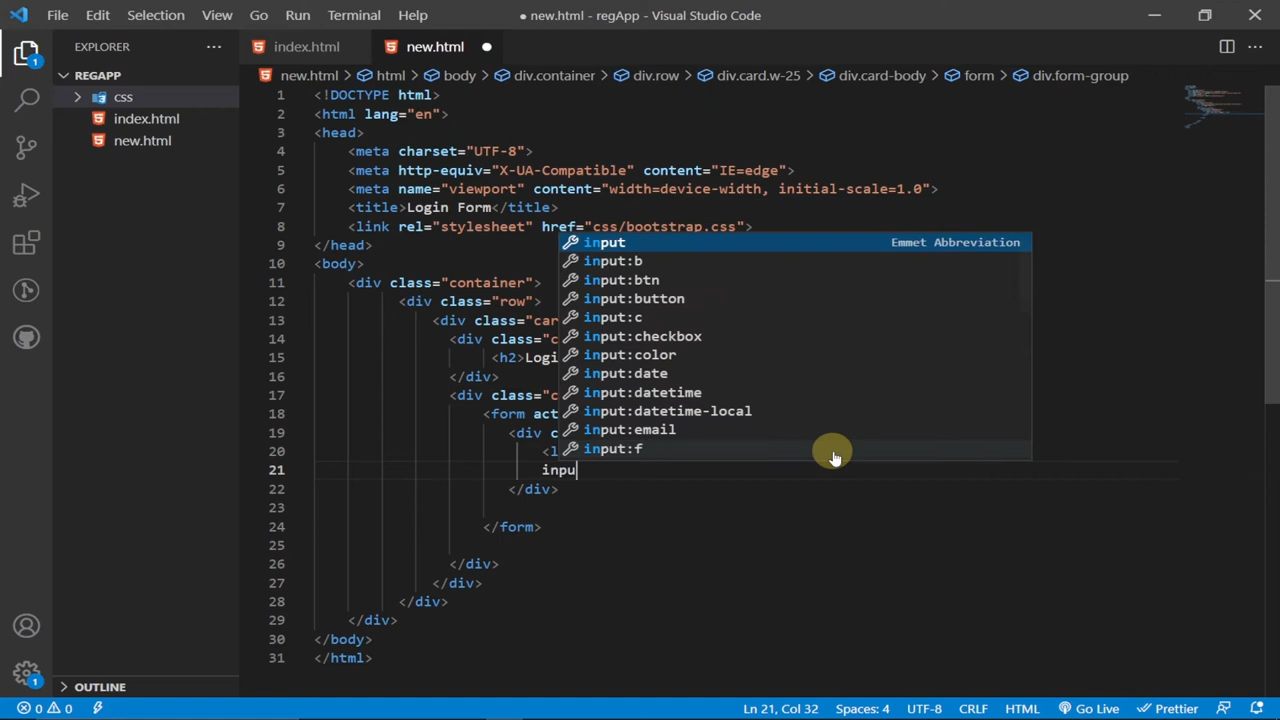 File Edit Selection View Go Run Terminal Help ● new.html - regApp - Visual Studio Code
EXPLORER ···
index.html
new.html
REGAPP
css
index.html
new.html
new.html > html > body > div.container > div.row > div.card.w-25 > div.card-body > form > div.form-group
1 <!DOCTYPE html>
2 <html lang="en">
3 <head>
4 <meta charset="UTF-8">
5 <meta http-equiv="X-UA-Compatible" content="IE=edge">
6 <meta name="viewport" content="width=device-width, initial-scale=1.0">
7 <title>Login Form</title>
8 <link rel="stylesheet" href="css/bootstrap.css">
9 </head>
10 <body>
11 <div class="container">
12 <div class="row">
13 <div class="car
14 <div class="c
15 <h2>Logi
16 </div>
17 <div class="c
18 <form act
19 <div c
20 <l
21 inpu
22 </div>
23
24 </form>
25
26 </div>
27 </div>
28 </div>
29 </div>
30 </body>
31 </html>
input Emmet Abbreviation
input:b
input:btn
input:button
input:c
input:checkbox
input:color
input:date
input:datetime
input:datetime-local
input:email
input:f
1
1
OUTLINE
0 0 Ln 21, Col 32 Spaces: 4 UTF-8 CRLF HTML Go Live Prettier